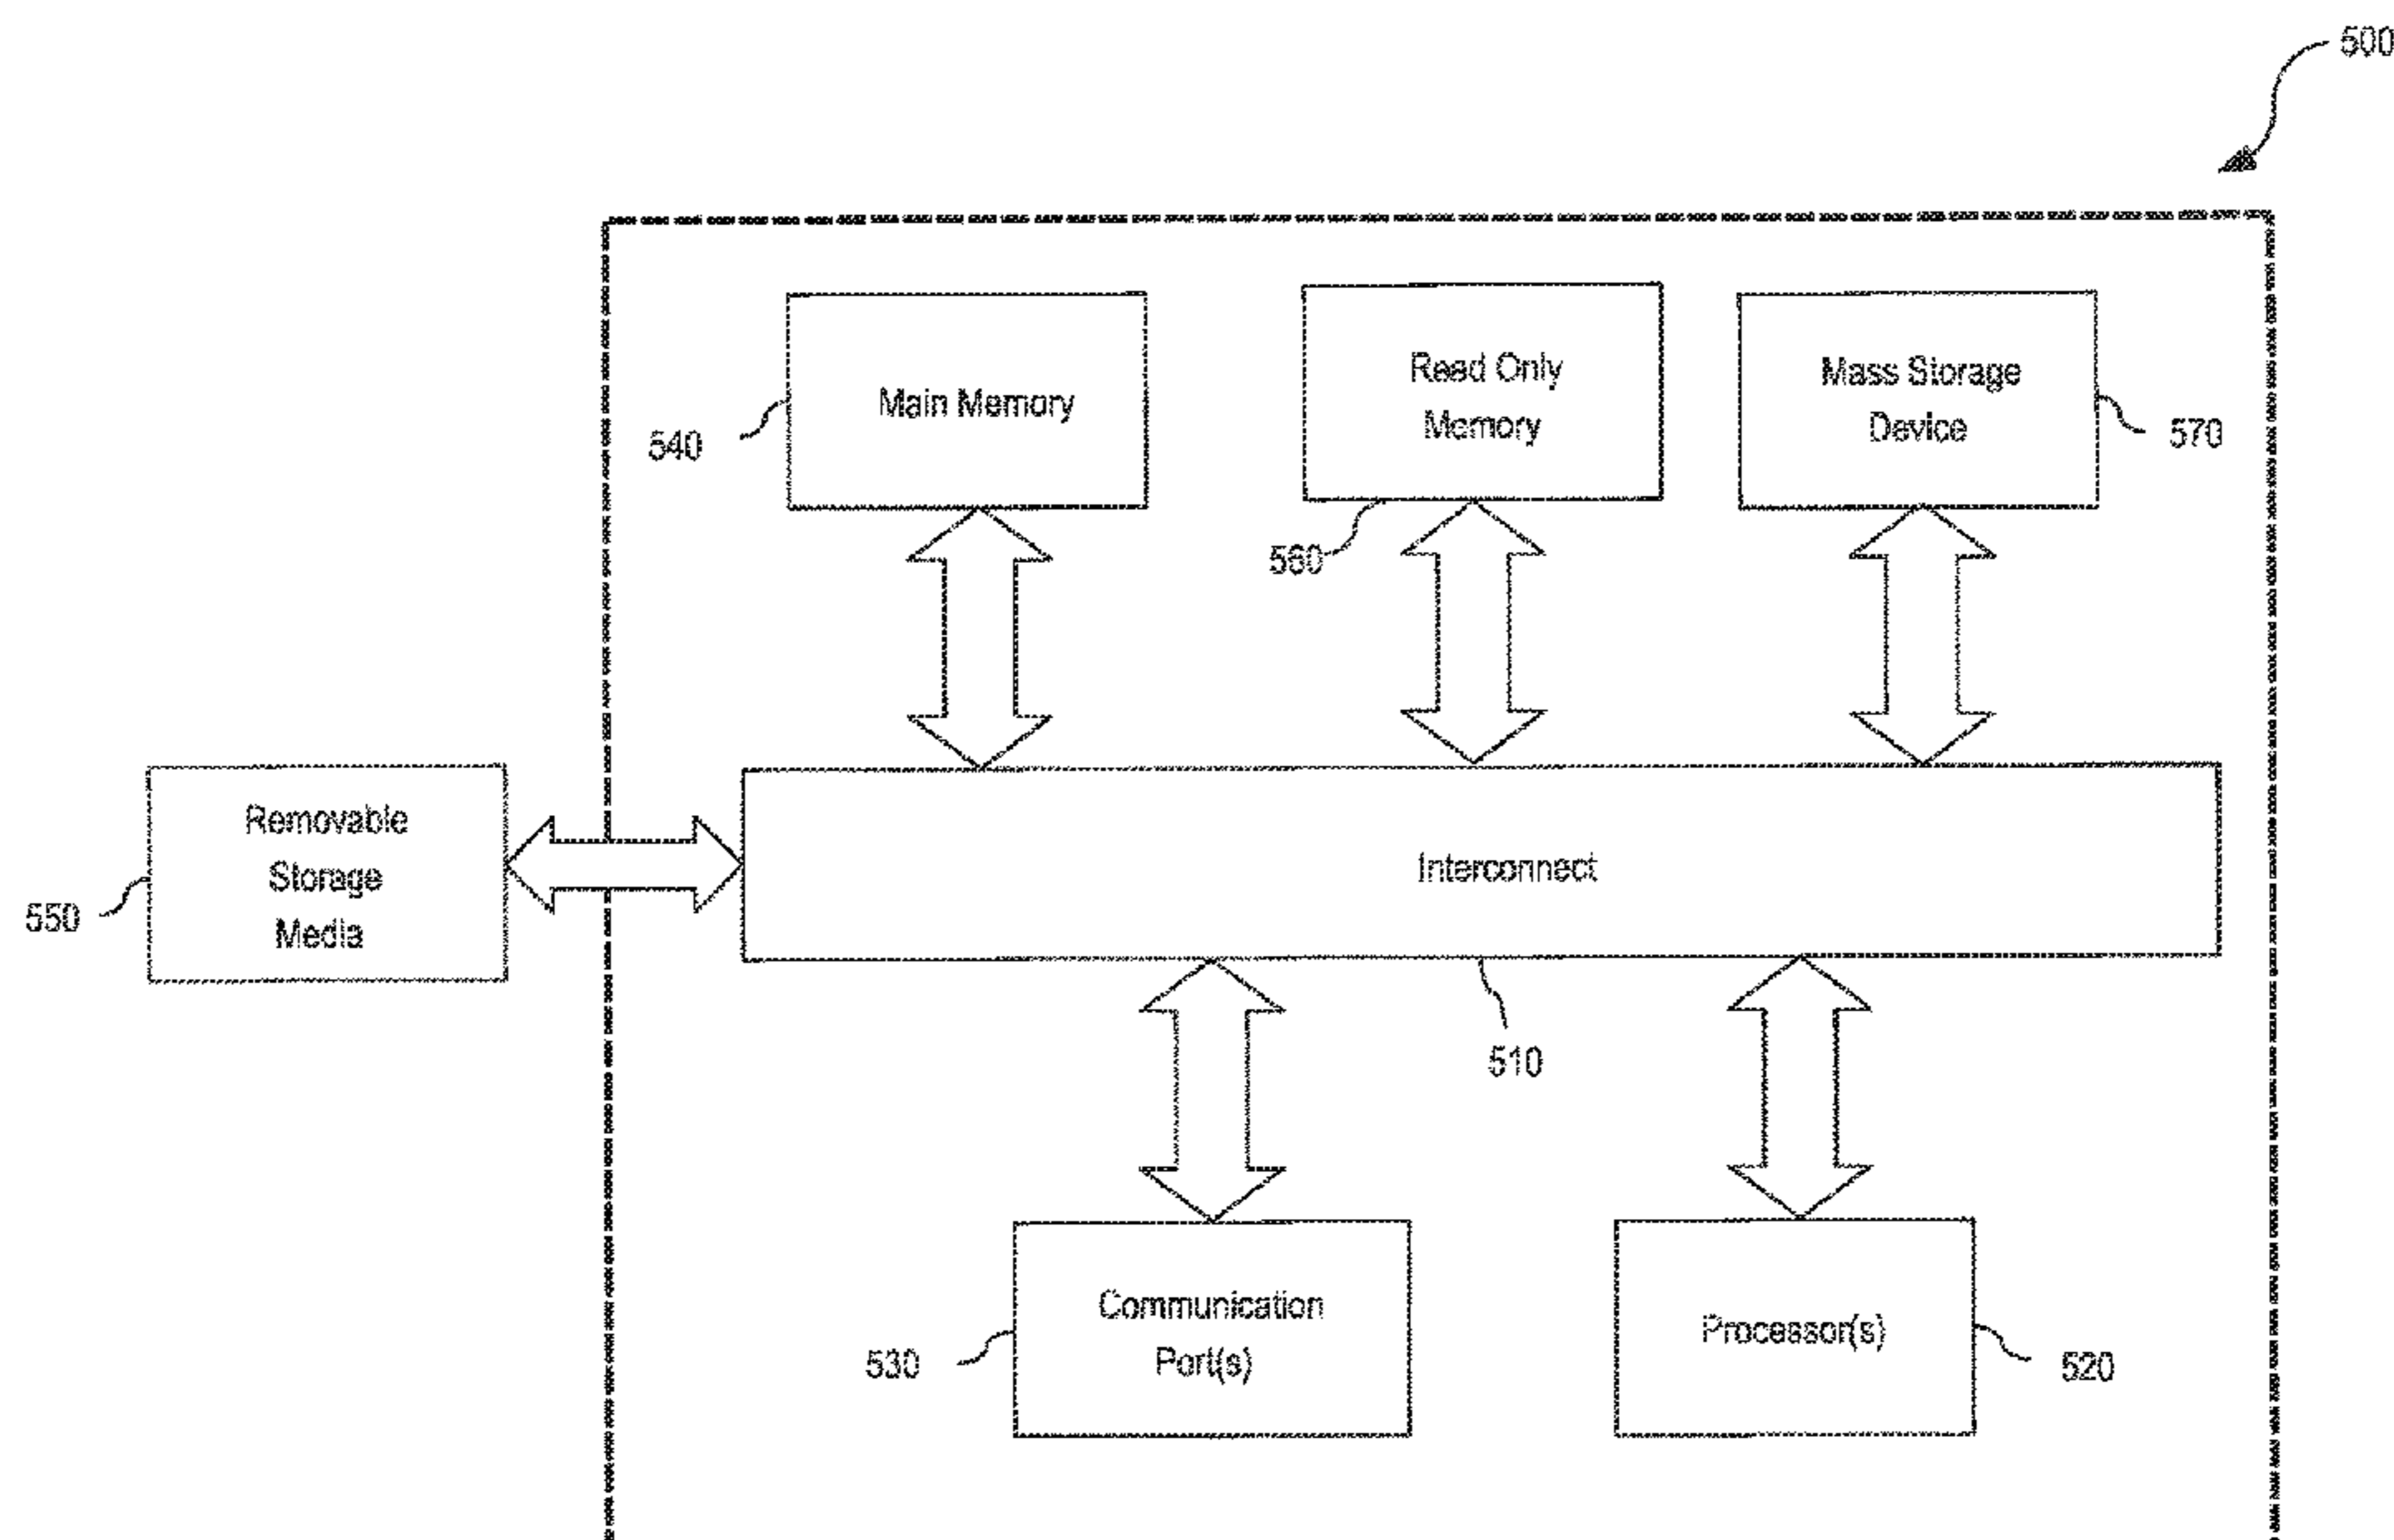 500
Main Memory
540
Read Only
Memory
560
Mass Storage
Device
570
Removable
Storage
Media
550
Interconnect
510
Communication
Port(s)
530
Processor(s)
520